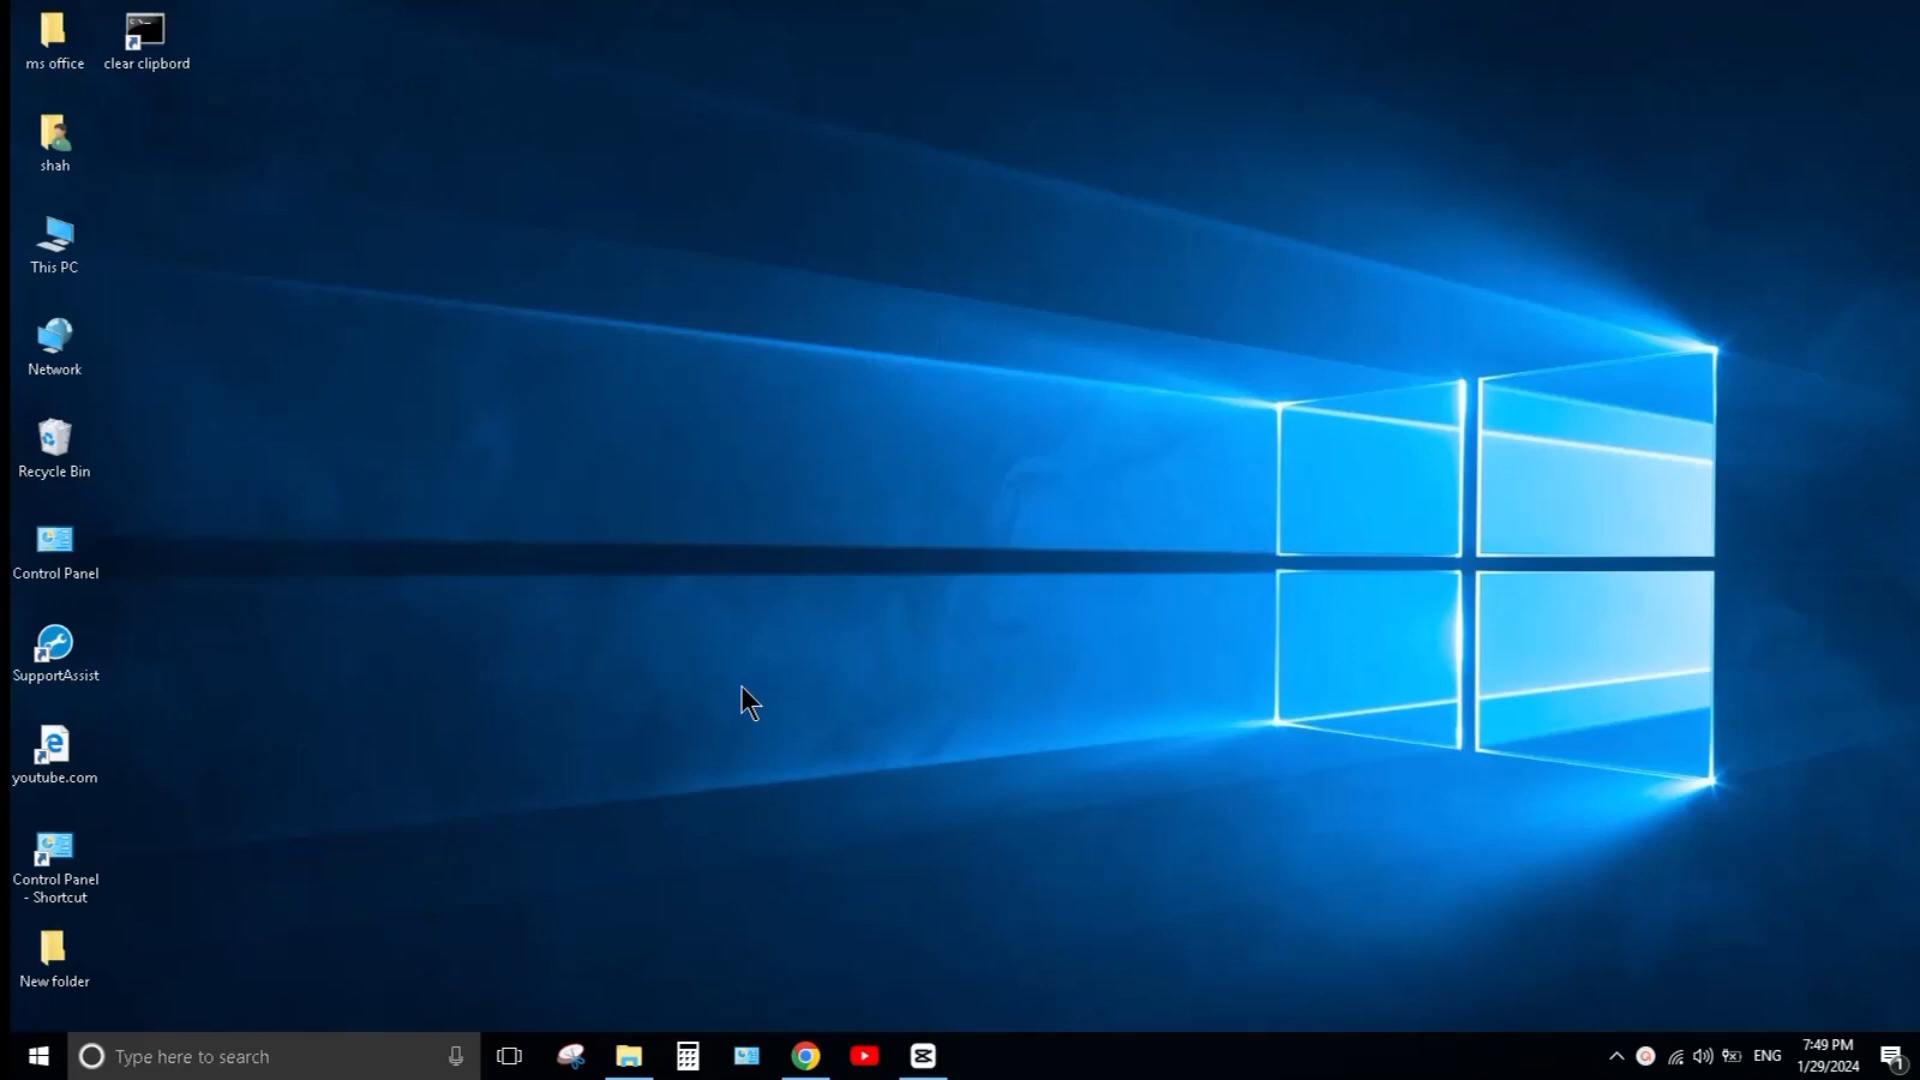 ms office
clear clipbord
shah
This PC
Network
Recycle Bin
Control Panel
SupportAssist
youtube.com
Control Panel
- Shortcut
New folder
Type here to search
ENG
7:49 PM
1/29/2024
1